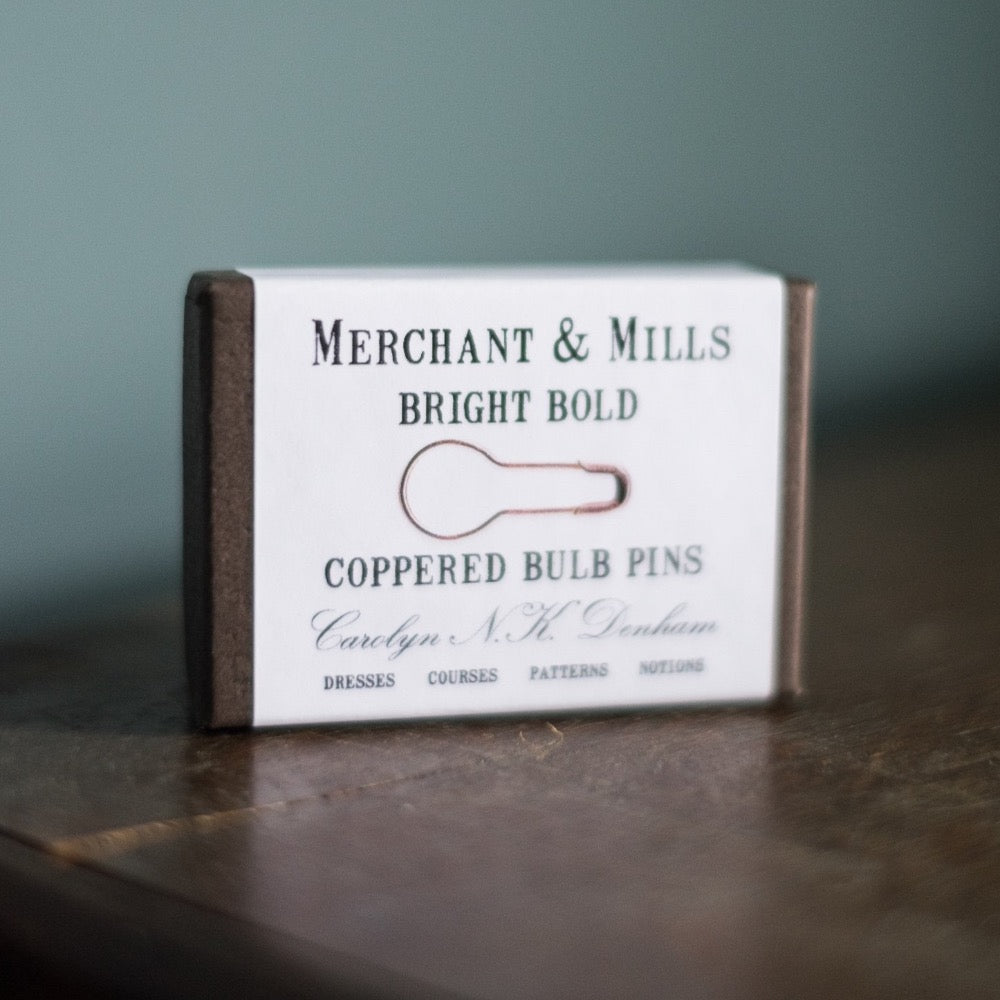 MERCHANT & MILLS
BRIGHT BOLD
COPPERED BULB PINS
Carolyn N.K. Denham
DRESSES COURSES PATTERNS NOTIONS